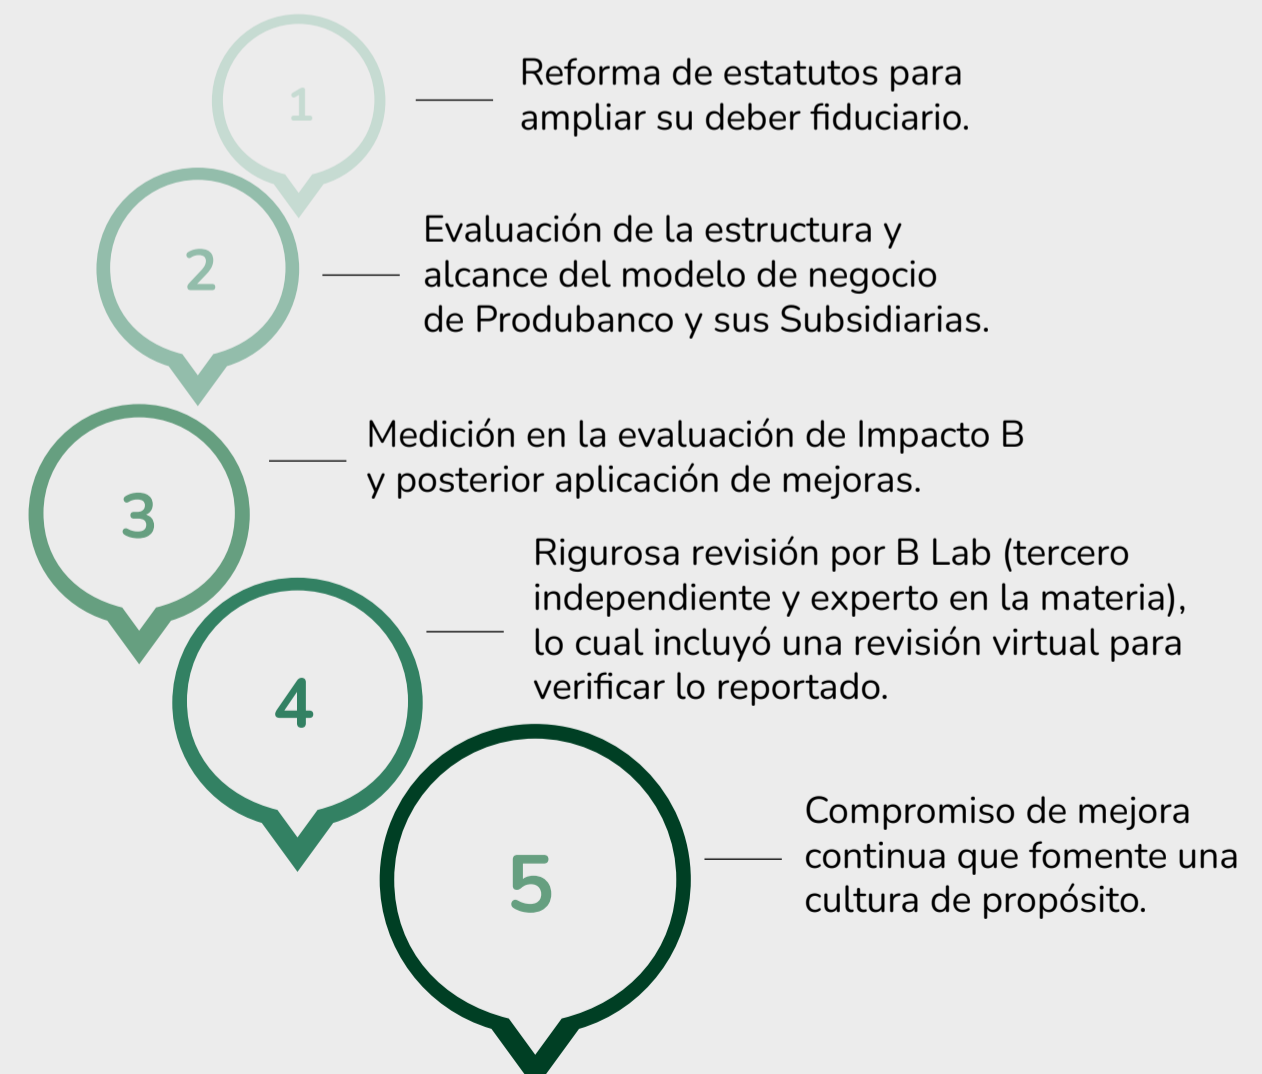 1
Reforma de estatutos para
ampliar su deber fiduciario.
2
Evaluación de la estructura y
alcance del modelo de negocio
de Produbanco y sus Subsidiarias.
3
Medición en la evaluación de Impacto B
y posterior aplicación de mejoras.
4
Rigurosa revisión por B Lab (tercero
independiente y experto en la materia),
lo cual incluyó una revisión virtual para
verificar lo reportado.
5
Compromiso de mejora
continua que fomente una
cultura de propósito.